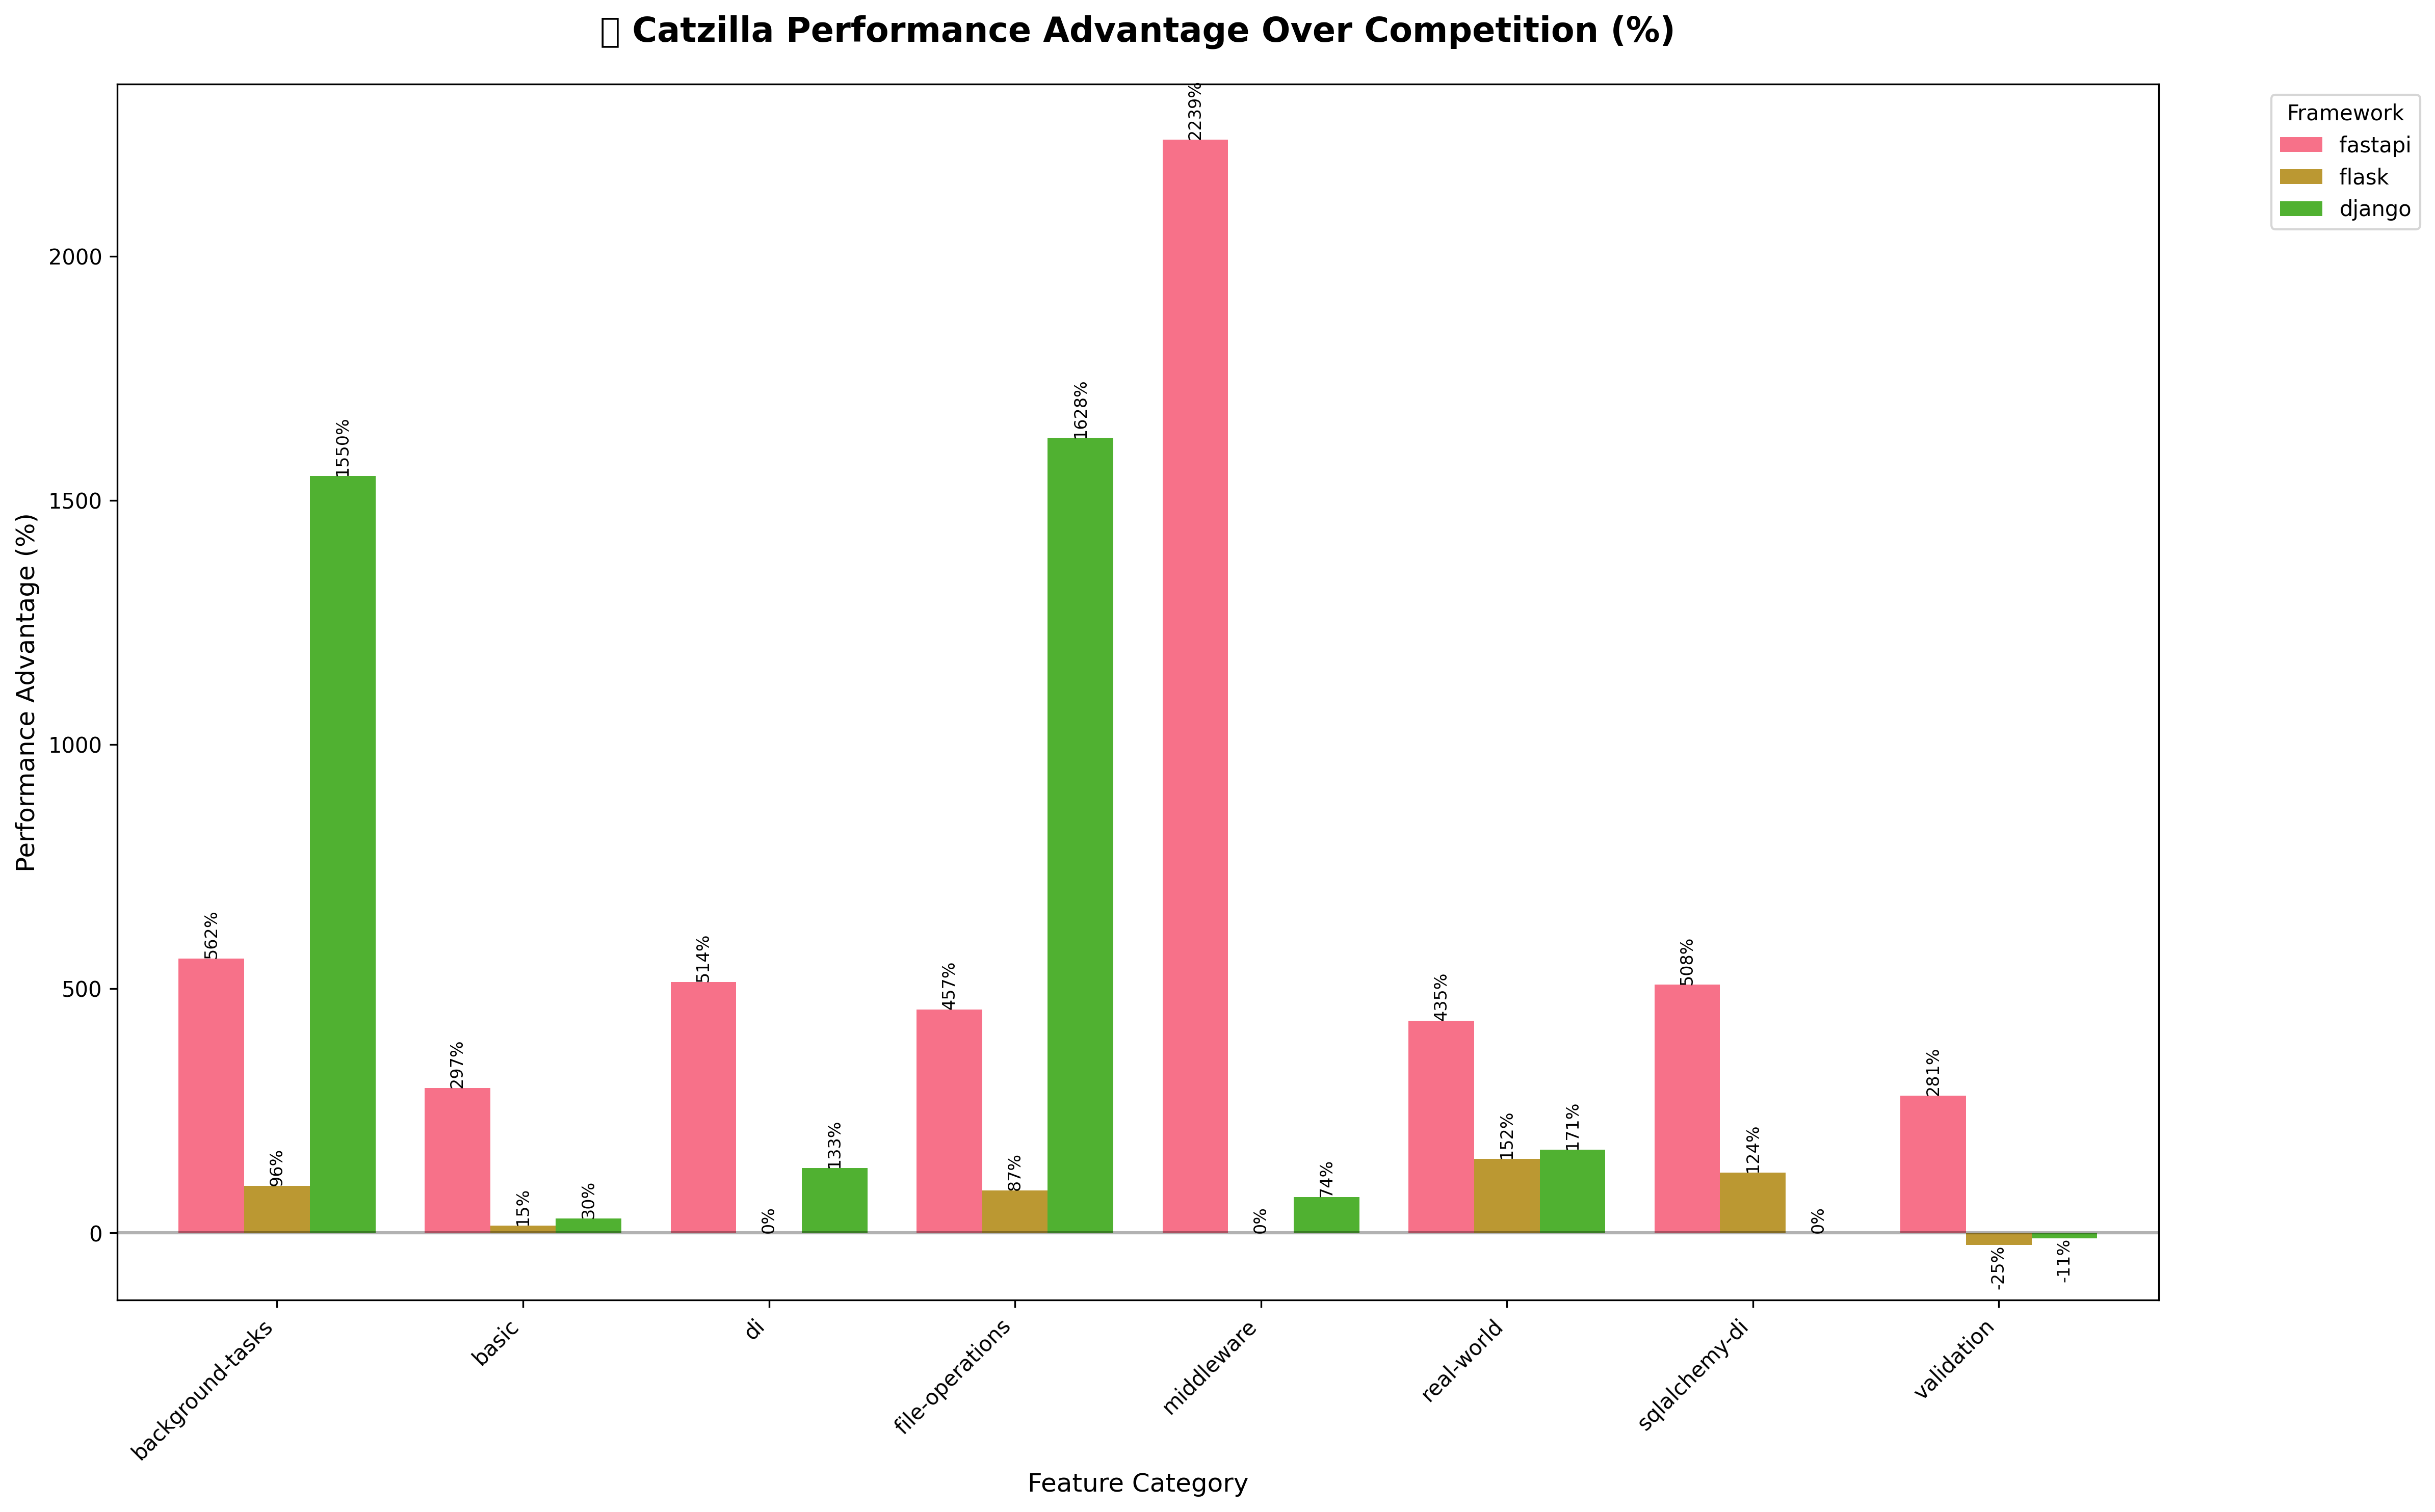 Catzilla Performance Advantage Over Competition (%)
Framework
fastapi
flask
django
Performance Advantage (%)
2000
1500
1000
500
0
562%
96%
1550%
297%
15%
30%
514%
0%
133%
457%
87%
1628%
2239%
0%
74%
435%
152%
171%
508%
124%
0%
281%
-25%
-11%
background-tasks
basic
di
file-operations
middleware
real-world
sqlalchemy-di
validation
Feature Category